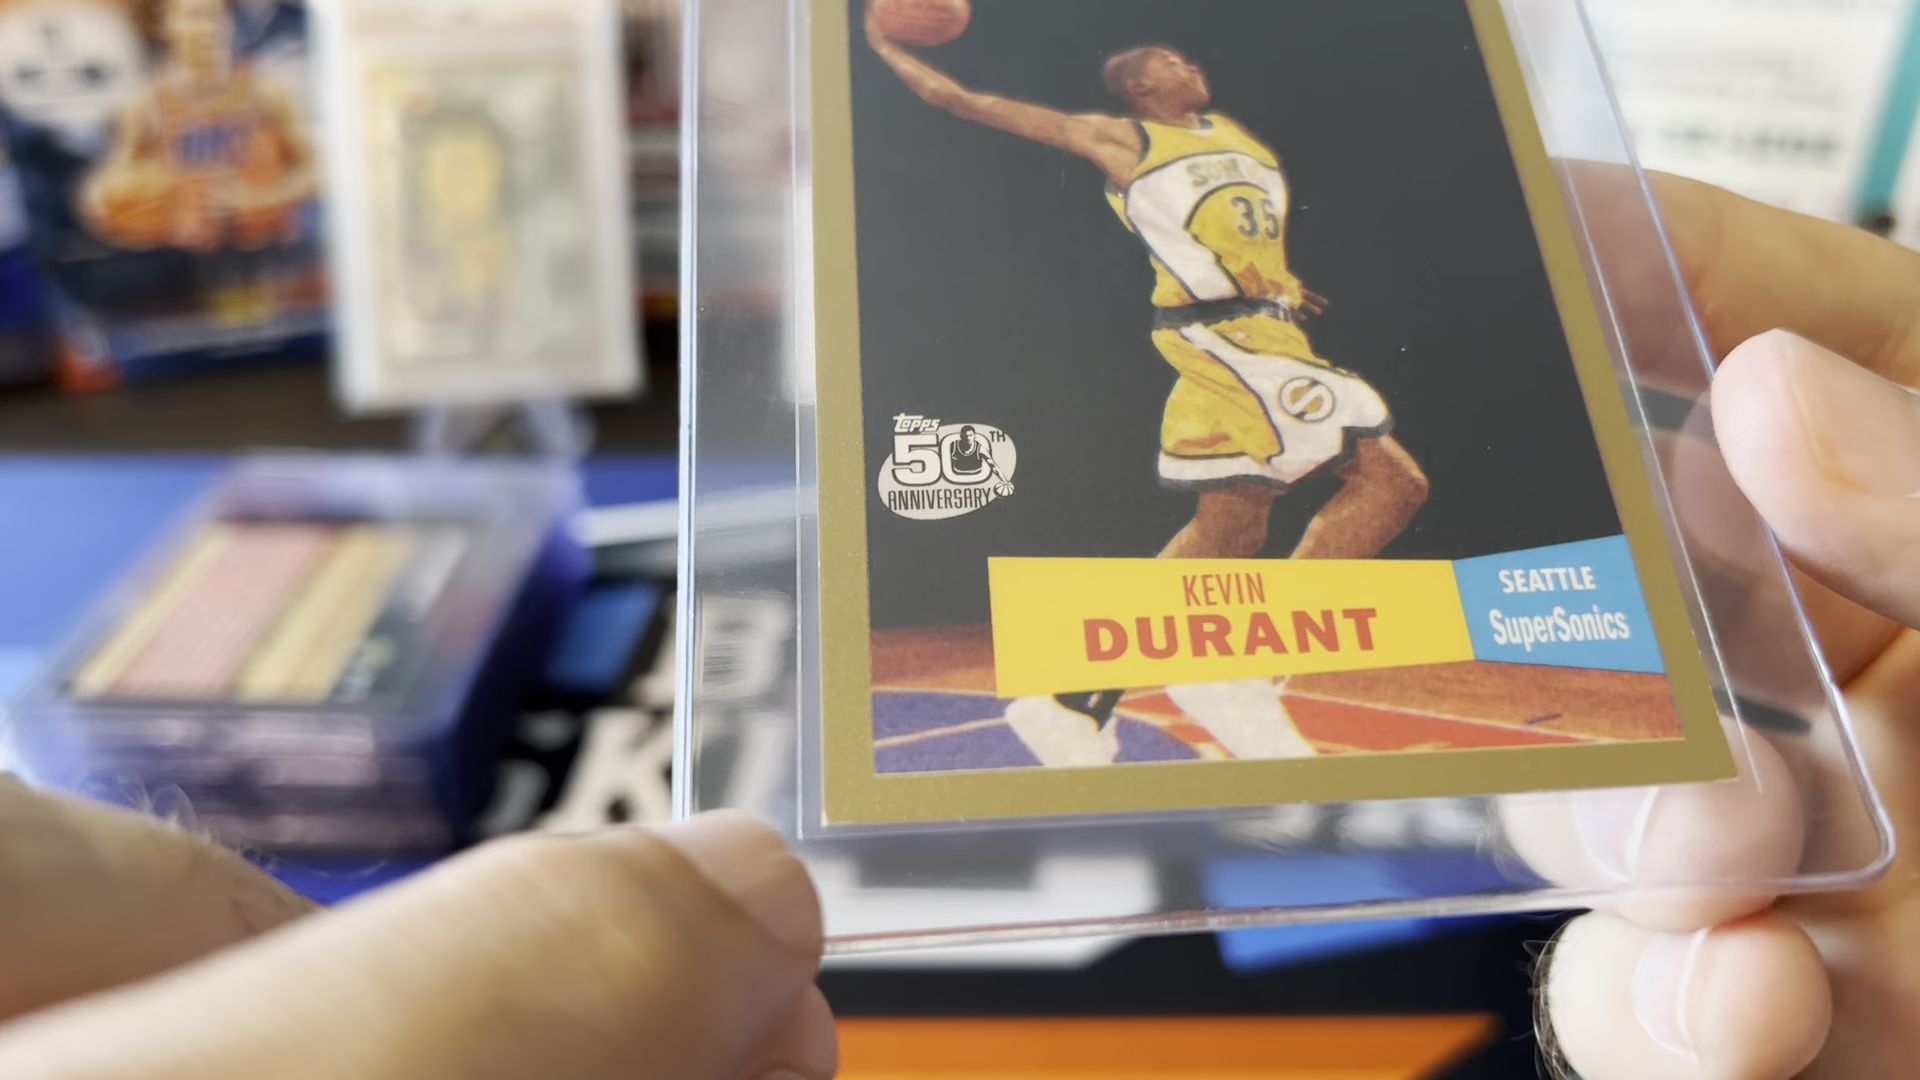 35
Topps
50TH
ANNIVERSARY
KEVIN
DURANT
SEATTLE
SuperSonics